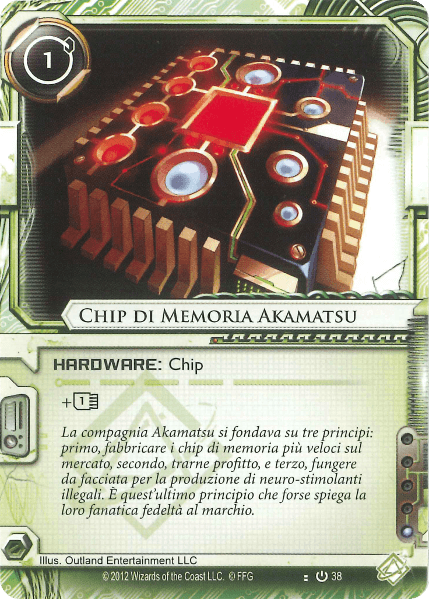 1
CHIP DI MEMORIA AKAMATSU
HARDWARE: Chip
+1
La compagnia Akamatsu si fondava su tre principi:
primo, fabbricare i chip di memoria più veloci sul
mercato, secondo, trarne profitto, e terzo, fungere
da facciata per la produzione di neuro-stimolanti
illegali. È quest'ultimo principio che forse spiega la
loro fanatica fedeltà al marchio.
Illus. Outland Entertainment LLC
© 2012 Wizards of the Coast LLC. © FFG 38